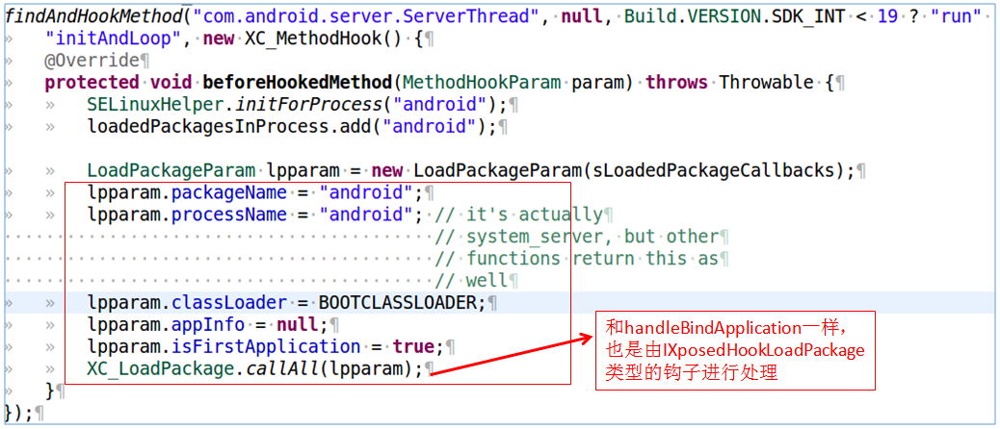 findAndHookMethod("com.android.server.ServerThread", null, Build.VERSION.SDK_INT < 19 ? "run"
"initAndLoop", new XC_MethodHook() {
@Override
protected void beforeHookedMethod(MethodHookParam param) throws Throwable {
SELinuxHelper.initForProcess("android");
loadedPackagesInProcess.add("android");
LoadPackageParam lpparam = new LoadPackageParam(sLoadedPackageCallbacks);
lpparam.packageName = "android";
lpparam.processName = "android"; // it's actually
// system_server, but other
// functions return this as
// well
lpparam.classLoader = BOOTCLASSLOADER;
lpparam.appInfo = null;
lpparam.isFirstApplication = true;
XC_LoadPackage.callAll(lpparam);
}
});
和handleBindApplication一样，
也是由IXposedHookLoadPackage
类型的钩子进行处理